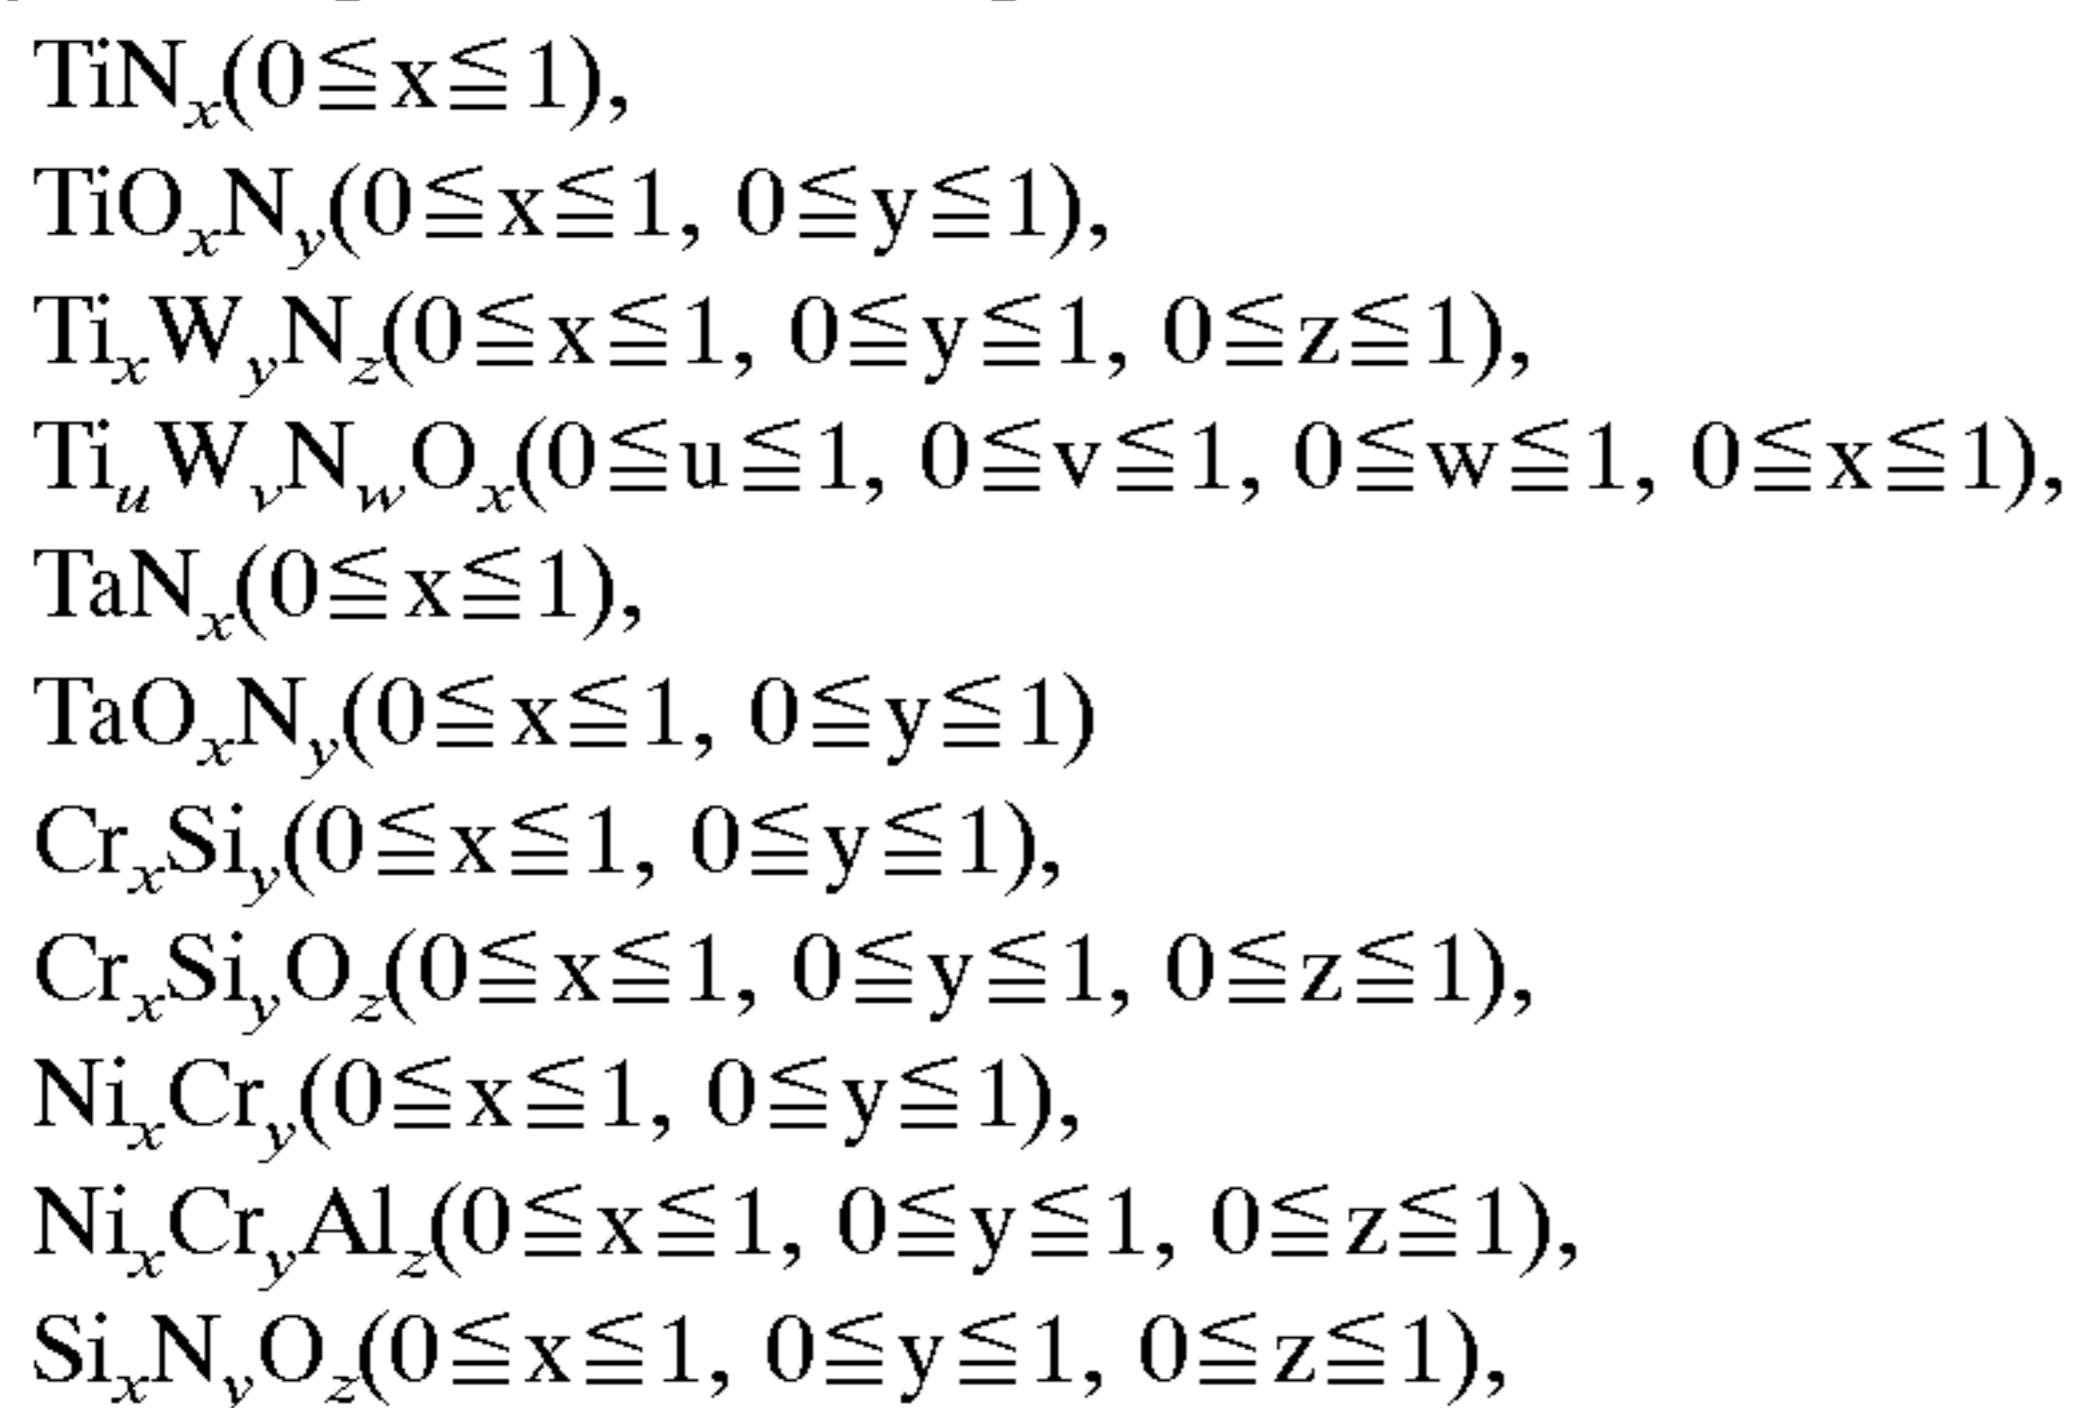 TiNx(0≦x≦1),
TiOxNy(0≦x≦1, 0≦y≦1),
TixWyNz(0≦x≦1, 0≦y≦1, 0≦z≦1),
TiuWvNwOx(0≦u≦1, 0≦v≦1, 0≦w≦1, 0≦x≦1),
TaNx(0≦x≦1),
TaOxNy(0≦x≦1, 0≦y≦1)
CrxSiy(0≦x≦1, 0≦y≦1),
CrxSiyOz(0≦x≦1, 0≦y≦1, 0≦z≦1),
NixCry(0≦x≦1, 0≦y≦1),
NixCryAlz(0≦x≦1, 0≦y≦1, 0≦z≦1),
SixNyOz(0≦x≦1, 0≦y≦1, 0≦z≦1),